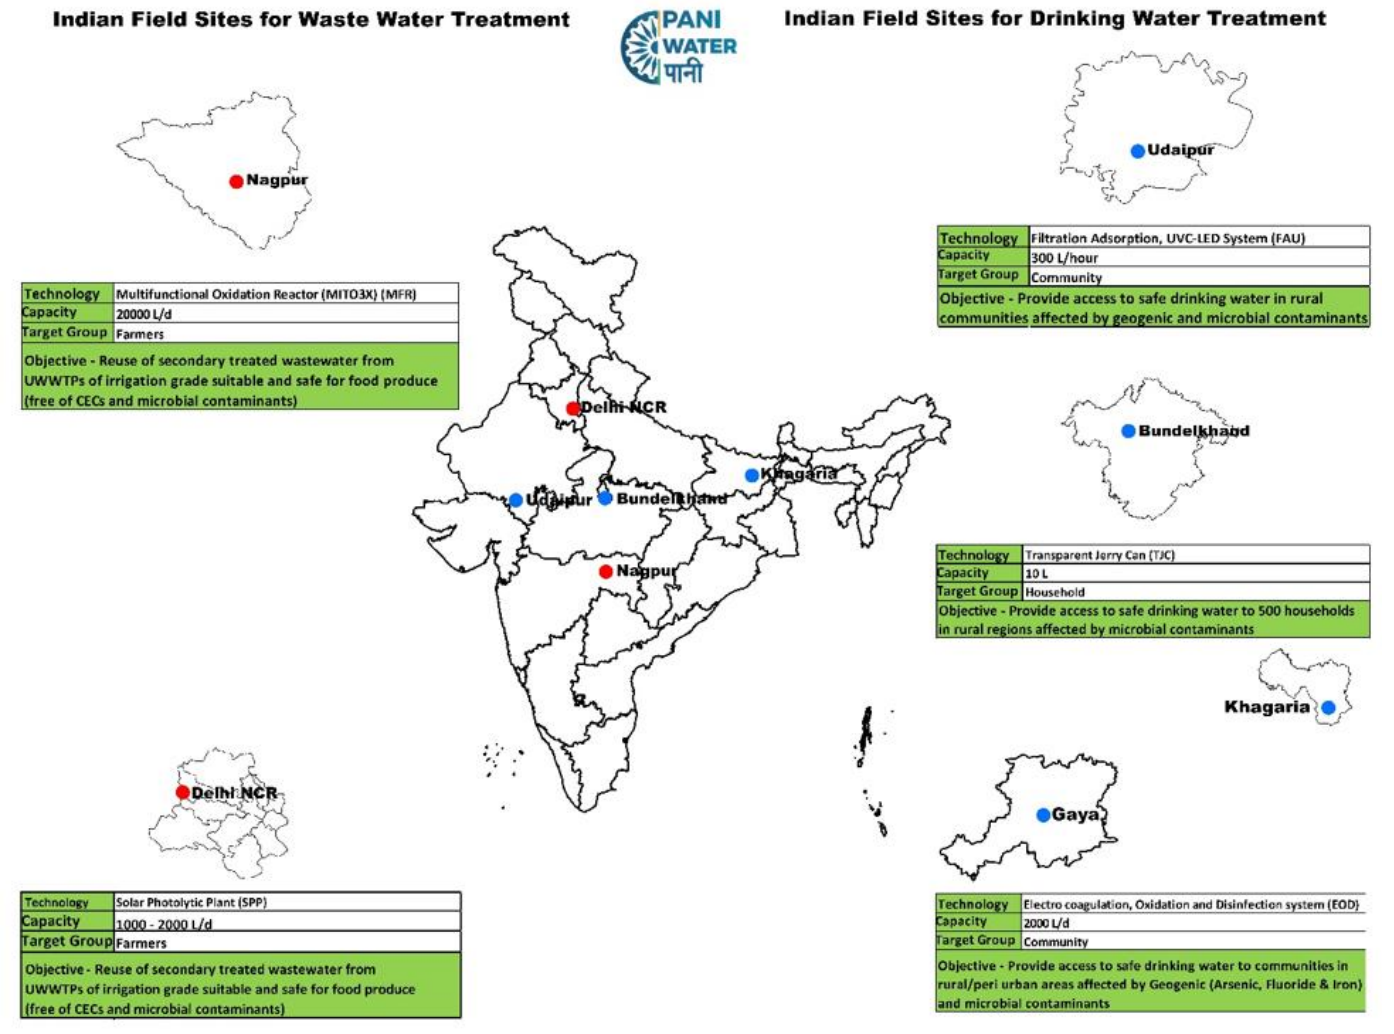 Indian Field Sites for Waste Water Treatment
PANI
WATER
पानी
Indian Field Sites for Drinking Water Treatment
Nagpur
Technology Multifunctional Oxidation Reactor (MITO3X) (MFR)
Capacity 20000 L/d
Target Group Farmers
Objective - Reuse of secondary treated wastewater from
UWWTPs of irrigation grade suitable and safe for food produce
(free of CECs and microbial contaminants)
Delhi NCR
Technology Solar Photolytic Plant (SPP)
Capacity 1000 - 2000 L/d
Target Group Farmers
Objective - Reuse of secondary treated wastewater from
UWWTPs of irrigation grade suitable and safe for food produce
(free of CECs and microbial contaminants)
Delhi NCR
Khagaria
Udaipur
Bundelkhand
Nagpur
Udaipur
Technology Filtration Adsorption, UVC-LED System (FAU)
Capacity 300 L/hour
Target Group Community
Objective - Provide access to safe drinking water in rural
communities affected by geogenic and microbial contaminants
Bundelkhand
Technology Transparent Jerry Can (TJC)
Capacity 10 L
Target Group Household
Objective - Provide access to safe drinking water to 500 households
in rural regions affected by microbial contaminants
Khagaria
Gaya
Technology Electro coagulation, Oxidation and Disinfection system (EOD)
Capacity 2000 L/d
Target Group Community
Objective - Provide access to safe drinking water to communities in
rural/peri urban areas affected by Geogenic (Arsenic, Fluoride & Iron)
and microbial contaminants